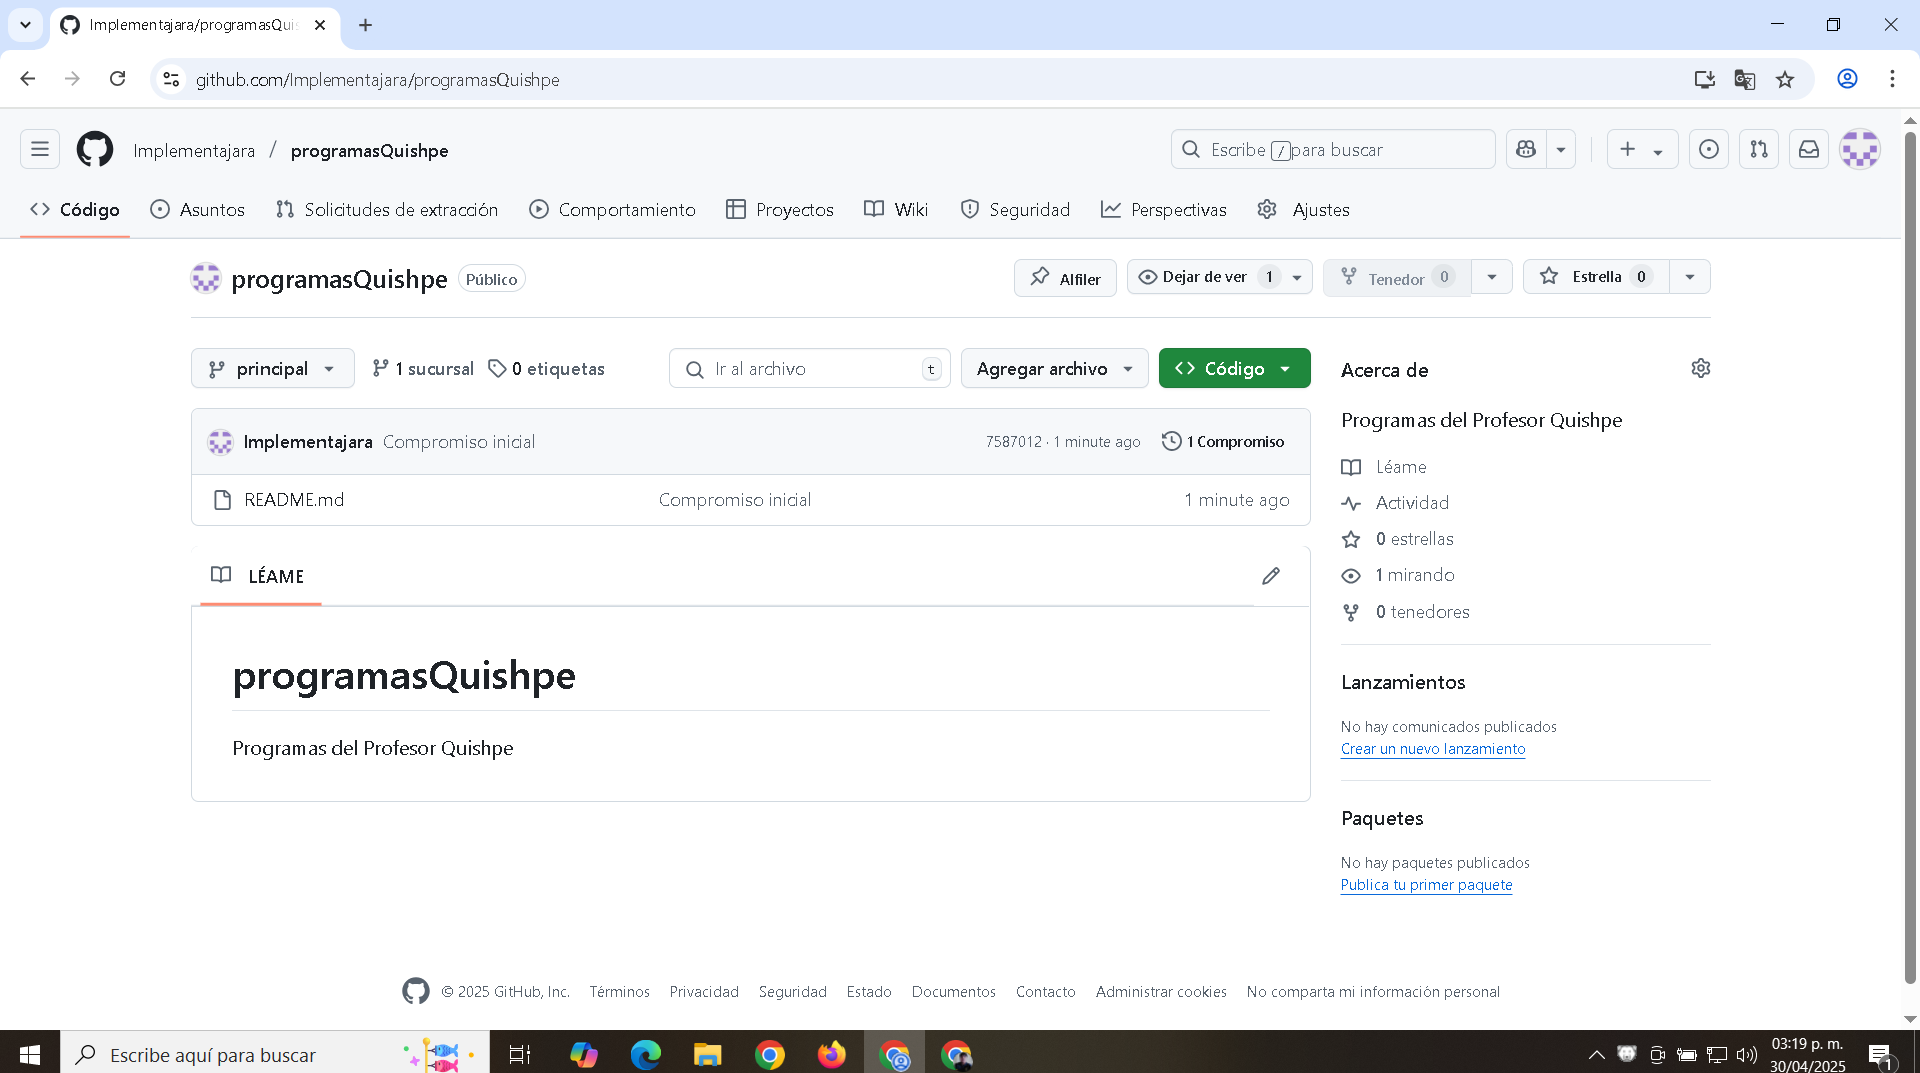 Implementajara/programasQuis
github.com/Implementajara/programasQuishpe
Implementajara / programasQuishpe
Escribe / para buscar
Código Asuntos Solicitudes de extracción Comportamiento Proyectos Wiki Seguridad Perspectivas Ajustes
programasQuishpe Público
Alfiler Dejar de ver 1 Tenedor 0 Estrella 0
principal 1 sucursal 0 etiquetas Ir al archivo t Agregar archivo Código
Implementajara Compromiso inicial 7587012 · 1 minute ago 1 Compromiso
README.md Compromiso inicial 1 minute ago
LÉAME
programasQuishpe
Programas del Profesor Quishpe
Acerca de
Programas del Profesor Quishpe
Léame
Actividad
0 estrellas
1 mirando
0 tenedores
Lanzamientos
No hay comunicados publicados
Crear un nuevo lanzamiento
Paquetes
No hay paquetes publicados
Publica tu primer paquete
© 2025 GitHub, Inc. Términos Privacidad Seguridad Estado Documentos Contacto Administrar cookies No comparta mi información personal
Escribe aquí para buscar
03:19 p. m.
30/04/2025
1